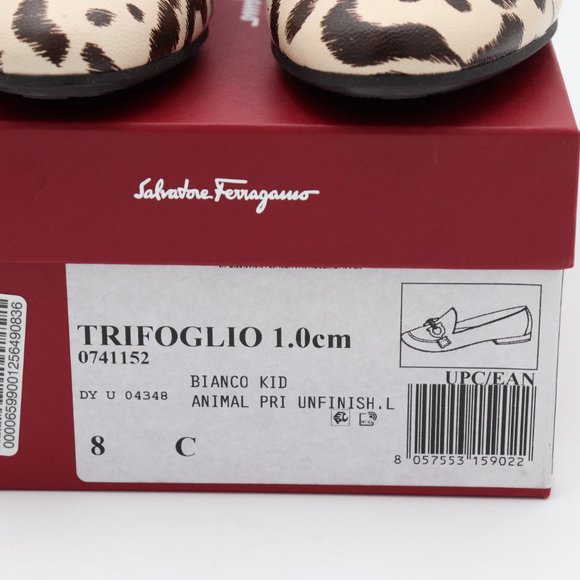 Salvatore Ferragamo
TRIFOGLIO 1.0cm
0741152
BIANCO KID
DY U 04348
ANIMAL PRI UNFINISH.L
8 C
UPC/EAN
8 057553 159022
00006599001256490836